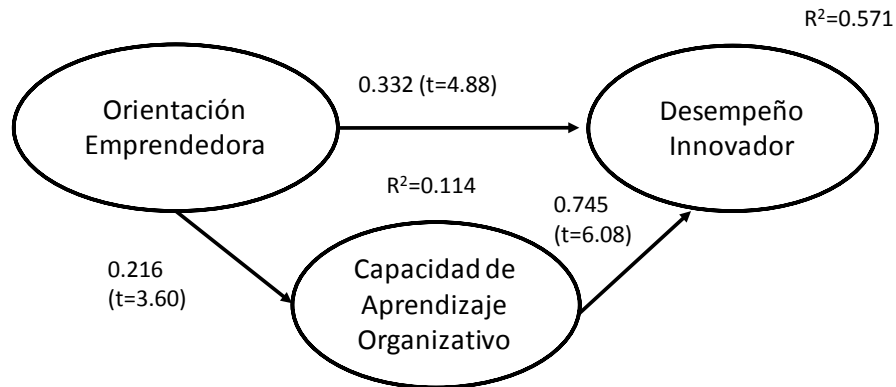 R²=0.571
0.332 (t=4.88)
Orientación
Emprendedora
Desempeño
Innovador
R²=0.114
0.745
(t=6.08)
0.216
(t=3.60)
Capacidad de
Aprendizaje
Organizativo